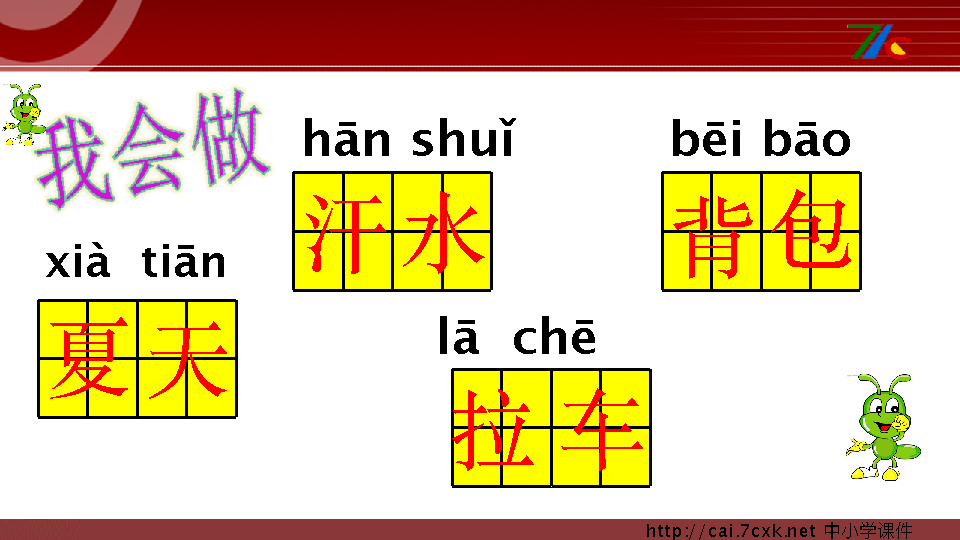 我会做
hān shuǐ
汗水
bēi bāo
背包
xià tiān
夏天
lā chē
拉车
http://cai.7cxk.net 中小学课件